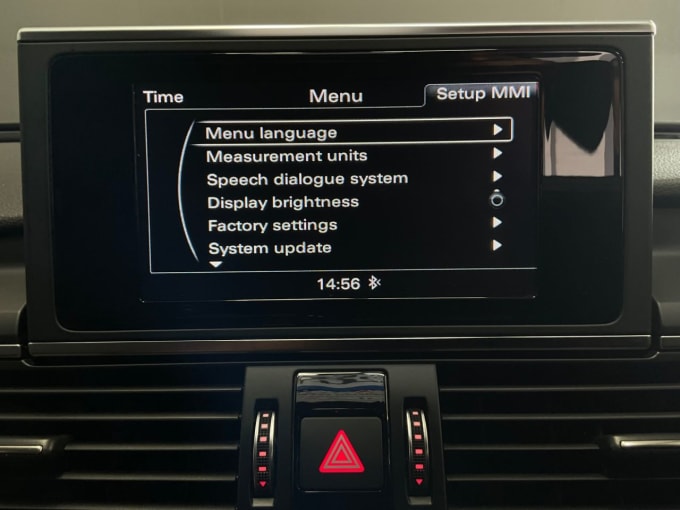 Time Menu Setup MMI
Menu language
Measurement units
Speech dialogue system
Display brightness
Factory settings
System update
14:56